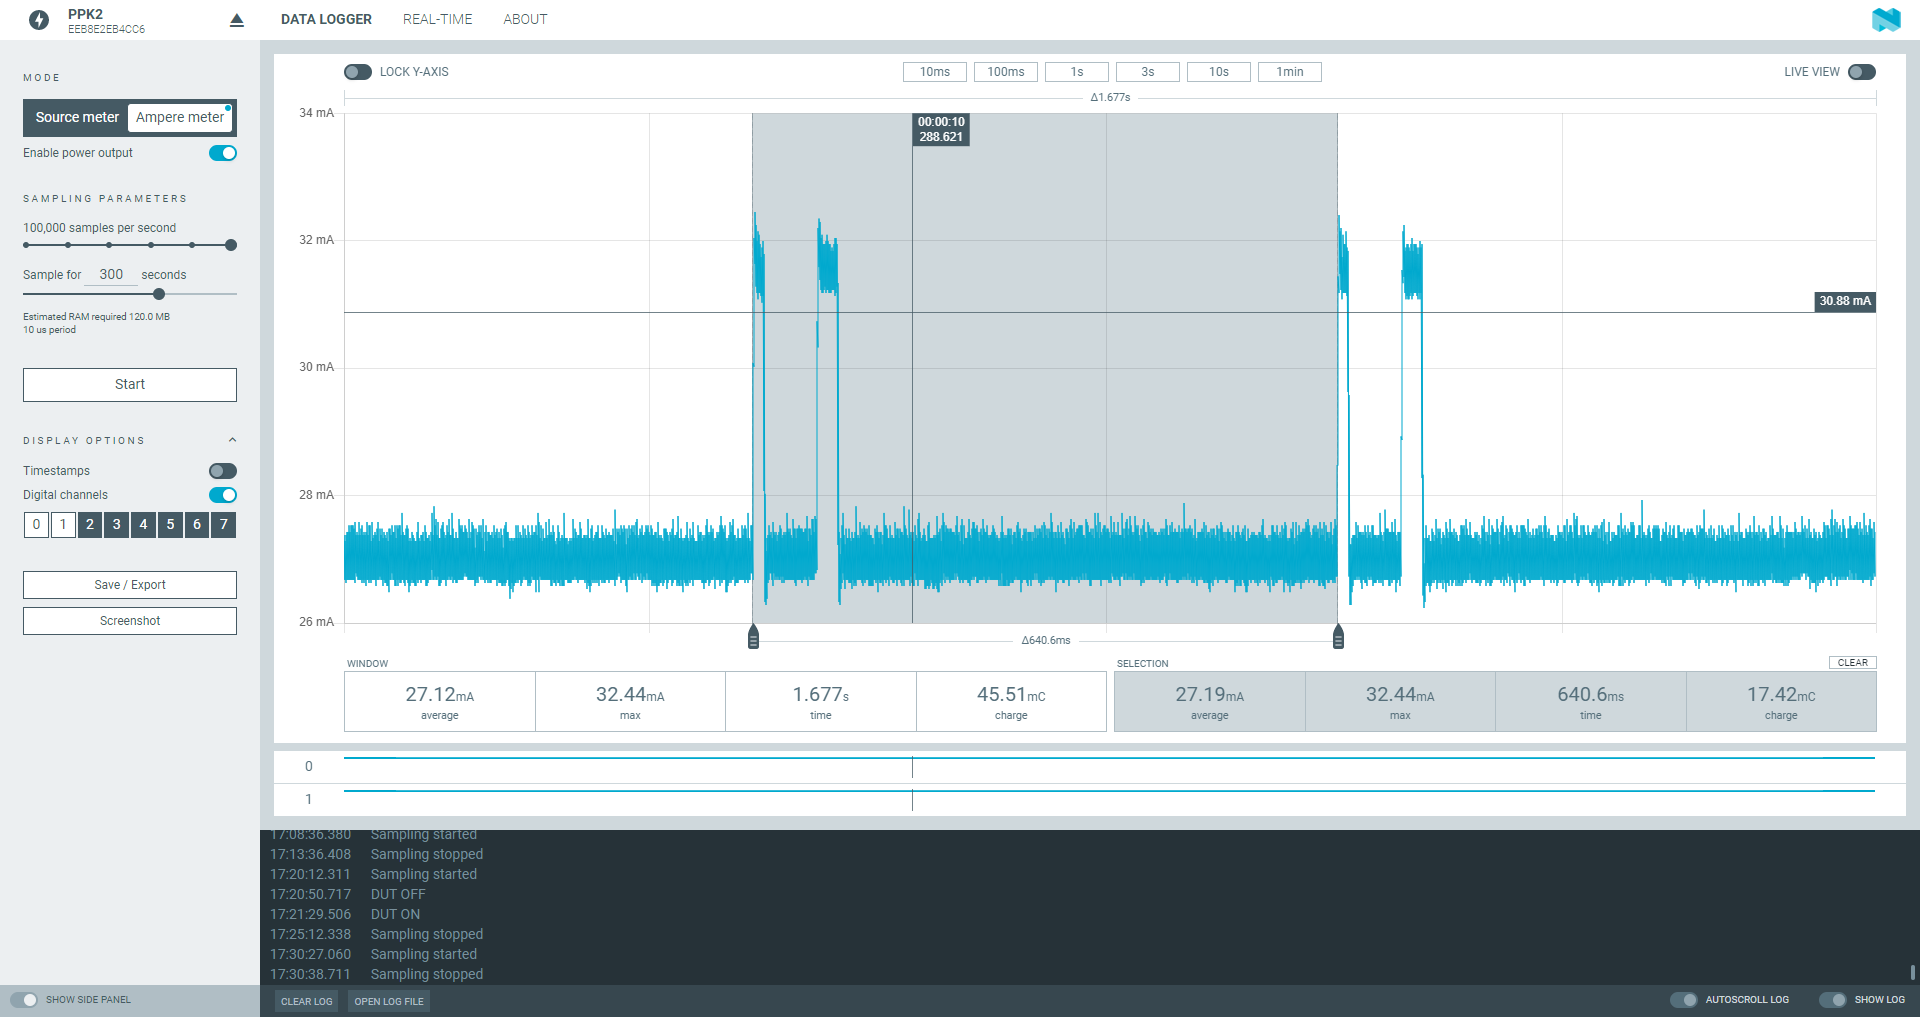 PPK2
EEB8E2EB4CC6
DATA LOGGER
REAL-TIME
ABOUT
MODE
Source meter
Ampere meter
Enable power output
SAMPLING PARAMETERS
100,000 samples per second
Sample for 300 seconds
Estimated RAM required 120.0 MB
10 us period
Start
DISPLAY OPTIONS
Timestamps
Digital channels
0 1 2 3 4 5 6 7
Save / Export
Screenshot
SHOW SIDE PANEL
LOCK Y-AXIS
10ms
100ms
1s
3s
10s
1min
LIVE VIEW
Δ1.677s
34 mA
32 mA
30 mA
28 mA
26 mA
00:00:10
288.621
30.88 mA
Δ640.6ms
WINDOW
27.12mA
average
32.44mA
max
1.677s
time
45.51mC
charge
SELECTION
CLEAR
27.19mA
average
32.44mA
max
640.6ms
time
17.42mC
charge
0
1
17:08:36.380 Sampling started
17:13:36.408 Sampling stopped
17:20:12.311 Sampling started
17:20:50.717 DUT OFF
17:21:29.506 DUT ON
17:25:12.338 Sampling stopped
17:30:27.060 Sampling started
17:30:38.711 Sampling stopped
CLEAR LOG
OPEN LOG FILE
AUTOSCROLL LOG
SHOW LOG